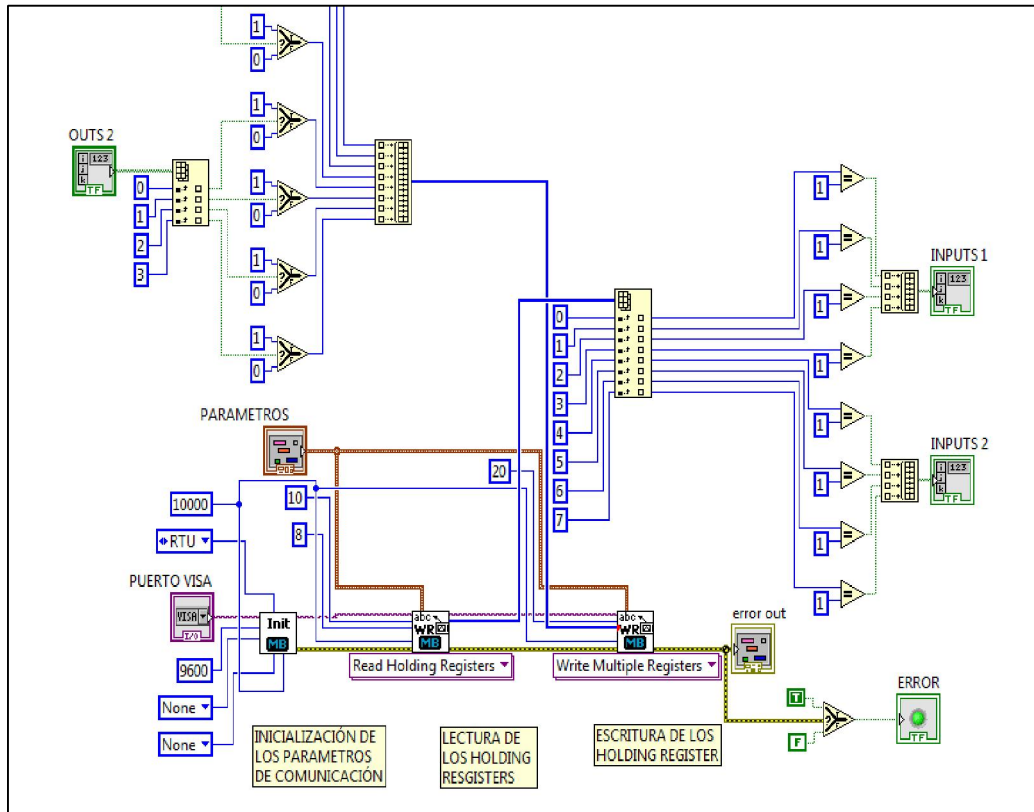 1
0
OUTS 2
123
TF
0
1
2
3
1
0
1
0
1
0
1
0
0
1
2
3
4
5
6
7
1
1
1
1
INPUTS 1
123
TF
1
1
1
1
INPUTS 2
123
TF
PARAMETROS
20
10000
10
8
RTU
PUERTO VISA
VISA
I/O
Init
MB
9600
None
None
abc
WR
MB
Read Holding Registers
abc
WR
MB
Write Multiple Registers
error out
T
F
ERROR
TF
INICIALIZACIÓN DE
LOS PARAMETROS
DE COMUNICACIÓN
LECTURA DE
LOS HOLDING
RESGISTERS
ESCRITURA DE LOS
HOLDING REGISTER